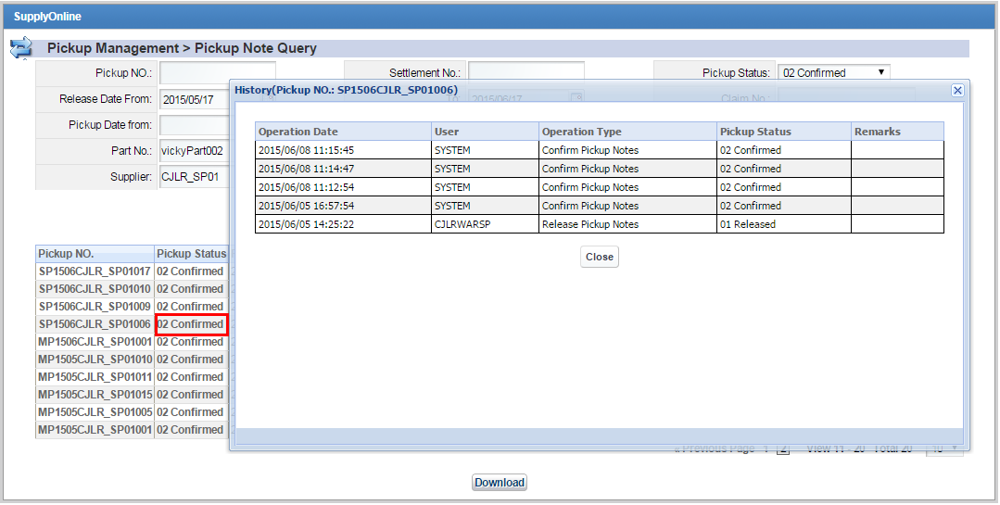 SupplyOnline
Pickup Management > Pickup Note Query
Pickup NO.: Settlement No.: Pickup Status: 02 Confirmed
Release Date From: 2015/05/17 To: 2015/06/17 Claim No.:
Pickup Date from:
Part No.: vickyPart002
Supplier: CJLR_SP01
History(Pickup NO.: SP1506CJLR_SP01006)
Operation Date User Operation Type Pickup Status Remarks
2015/06/08 11:15:45 SYSTEM Confirm Pickup Notes 02 Confirmed
2015/06/08 11:14:47 SYSTEM Confirm Pickup Notes 02 Confirmed
2015/06/08 11:12:54 SYSTEM Confirm Pickup Notes 02 Confirmed
2015/06/05 16:57:54 SYSTEM Confirm Pickup Notes 02 Confirmed
2015/06/05 14:25:22 CJLRWARSP Release Pickup Notes 01 Released
Close
Pickup NO. Pickup Status
SP1506CJLR_SP01017 02 Confirmed
SP1506CJLR_SP01010 02 Confirmed
SP1506CJLR_SP01009 02 Confirmed
SP1506CJLR_SP01006 02 Confirmed
MP1506CJLR_SP01001 02 Confirmed
MP1505CJLR_SP01010 02 Confirmed
MP1505CJLR_SP01011 02 Confirmed
MP1505CJLR_SP01015 02 Confirmed
MP1505CJLR_SP01005 02 Confirmed
MP1505CJLR_SP01001 02 Confirmed
« Previous Page 1 2 View 11 - 20 Total 20 10
Download